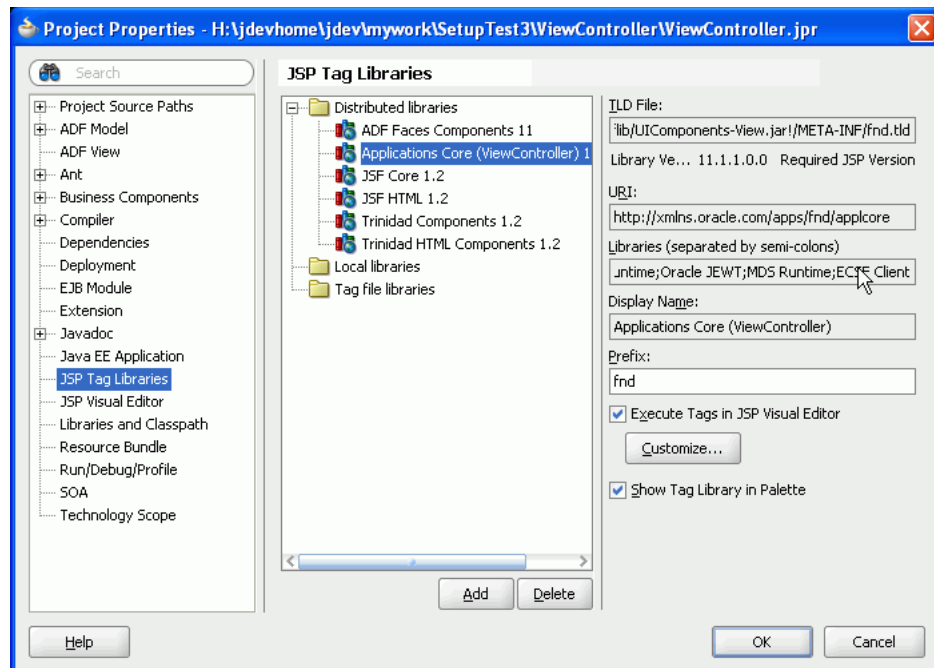 Project Properties - H:\jdevhome\jdev\mywork\SetupTest3\ViewController\ViewController.jpr
Search
Project Source Paths
ADF Model
ADF View
Ant
Business Components
Compiler
Dependencies
Deployment
EJB Module
Extension
Javadoc
Java EE Application
JSP Tag Libraries
JSP Visual Editor
Libraries and Classpath
Resource Bundle
Run/Debug/Profile
SOA
Technology Scope
JSP Tag Libraries
Distributed libraries
ADF Faces Components 11
Applications Core (ViewController) 1
JSF Core 1.2
JSF HTML 1.2
Trinidad Components 1.2
Trinidad HTML Components 1.2
Local libraries
Tag file libraries
Add Delete
TLD File:
lib/UIComponents-View.jar!/META-INF/fnd.tld
Library Ve... 11.1.1.0.0 Required JSP Version
URI:
http://xmlns.oracle.com/apps/fnd/applcore
Libraries (separated by semi-colons)
untime;Oracle JEWT;MDS Runtime;ECSF Client
Display Name:
Applications Core (ViewController)
Prefix:
fnd
Execute Tags in JSP Visual Editor
Customize...
Show Tag Library in Palette
Help OK Cancel